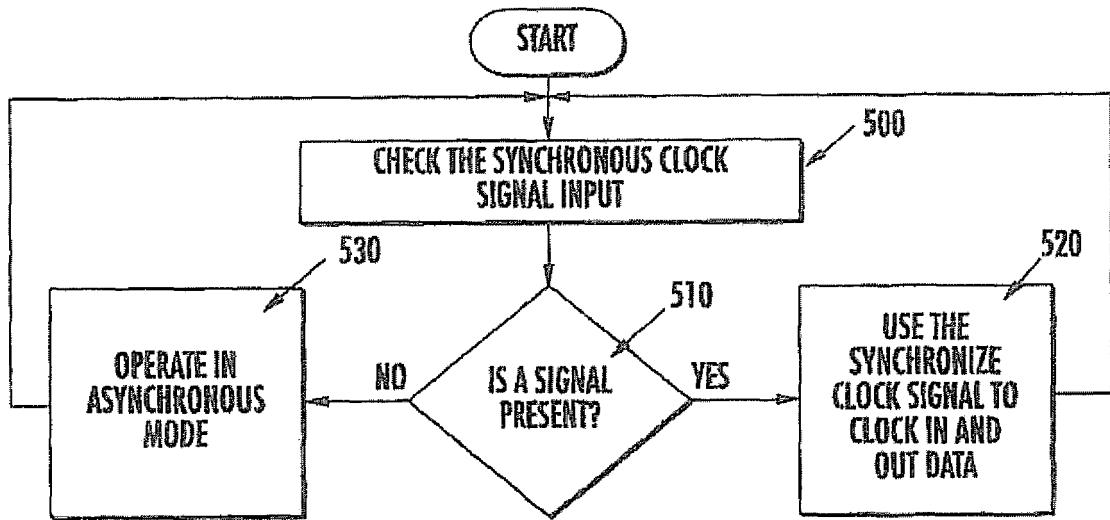 START
500
CHECK THE SYNCHRONOUS CLOCK
SIGNAL INPUT
530
510
520
OPERATE IN
ASYNCHRONOUS
MODE
NO
IS A SIGNAL
PRESENT?
YES
USE THE
SYNCHRONIZE
CLOCK SIGNAL TO
CLOCK IN AND
OUT DATA